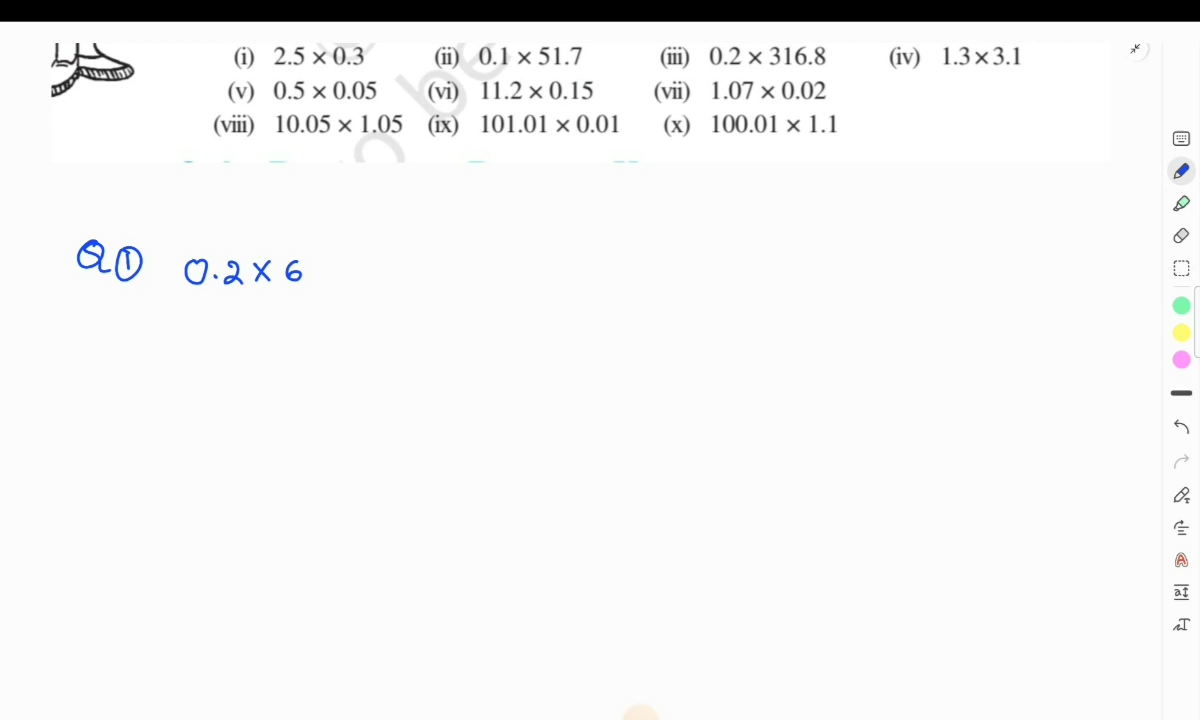 (i) 2.5 × 0.3 (ii) 0.1 × 51.7 (iii) 0.2 × 316.8 (iv) 1.3×3.1
(v) 0.5 × 0.05 (vi) 11.2 × 0.15 (vii) 1.07 × 0.02
(viii) 10.05 × 1.05 (ix) 101.01 × 0.01 (x) 100.01 × 1.1
Q① 0.2 × 6